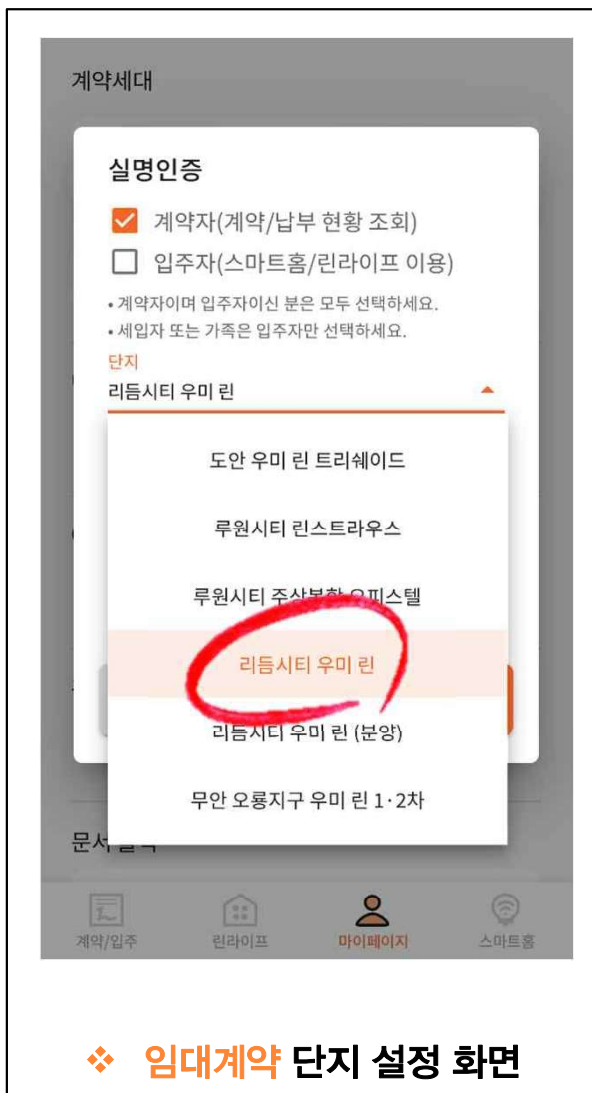 계약세대
실명인증
계약자(계약/납부 현황 조회)
입주자(스마트홈/린라이프 이용)
• 계약자이며 입주자이신 분은 모두 선택하세요.
• 세입자 또는 가족은 입주자만 선택하세요.
단지
리듬시티 우미 린
도안 우미 린 트리쉐이드
루원시티 린스트라우스
루원시티 주상복합 오피스텔
리듬시티 우미 린
리듬시티 우미 린 (분양)
무안 오룡지구 우미 린 1·2차
계약/입주 린라이프 마이페이지 스마트홈
❖ 임대계약 단지 설정 화면